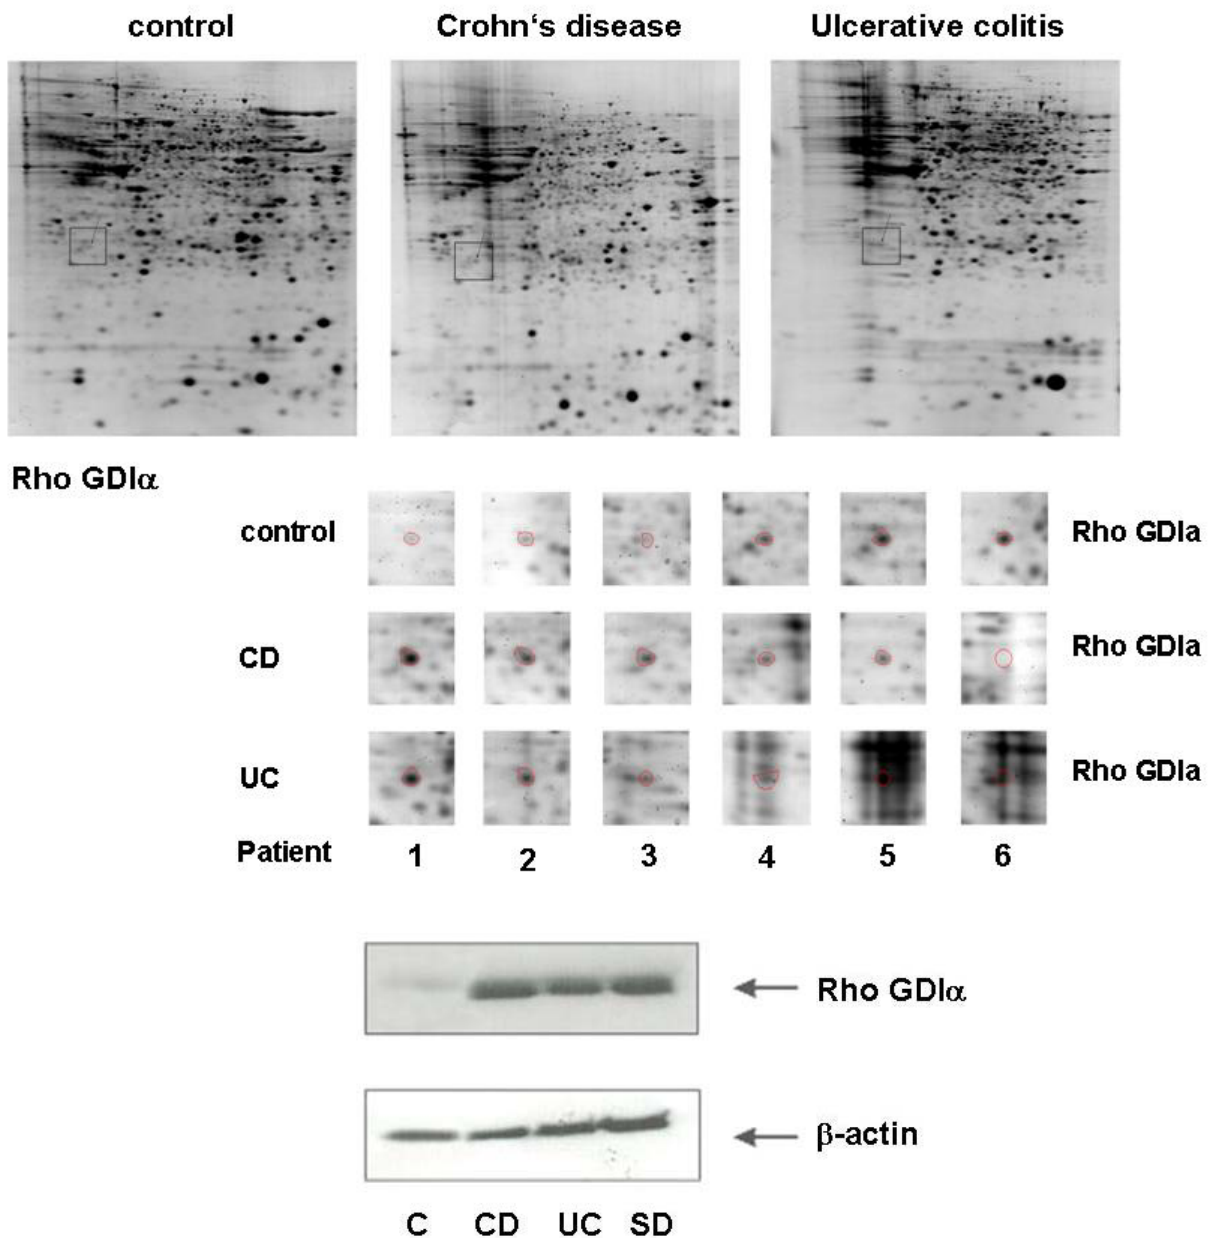 control Crohn‘s disease Ulcerative colitis
Rho GDIα
control Rho GDIa
CD Rho GDIa
UC Rho GDIa
Patient 1 2 3 4 5 6
Rho GDIα
β-actin
C CD UC SD